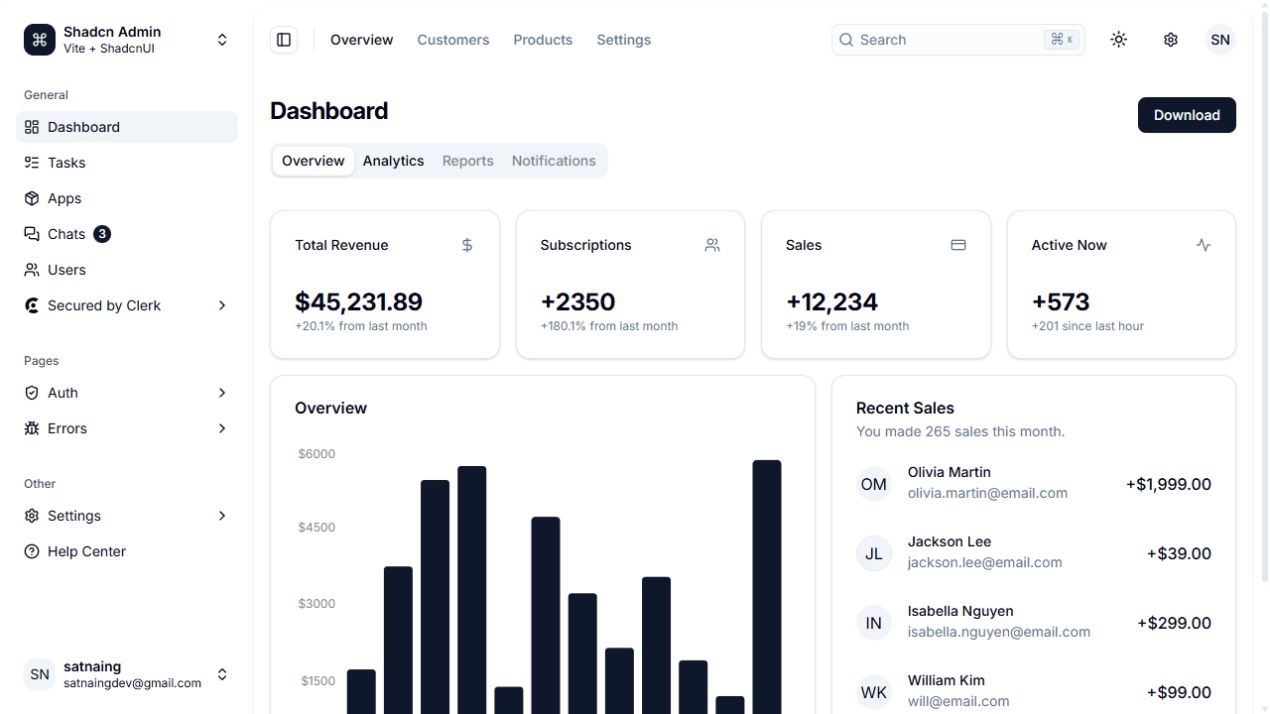 Shadcn Admin
Vite + ShadcnUI
General
Dashboard
Tasks
Apps
Chats 3
Users
Secured by Clerk
Pages
Auth
Errors
Other
Settings
Help Center
SN
satnaing
satnaingdev@gmail.com
Overview Customers Products Settings
Search ⌘ K
SN
Dashboard
Download
Overview Analytics Reports Notifications
Total Revenue
$45,231.89
+20.1% from last month
Subscriptions
+2350
+180.1% from last month
Sales
+12,234
+19% from last month
Active Now
+573
+201 since last hour
Overview
$6000
$4500
$3000
$1500
Recent Sales
You made 265 sales this month.
OM
Olivia Martin
olivia.martin@email.com
+$1,999.00
JL
Jackson Lee
jackson.lee@email.com
+$39.00
IN
Isabella Nguyen
isabella.nguyen@email.com
+$299.00
WK
William Kim
will@email.com
+$99.00